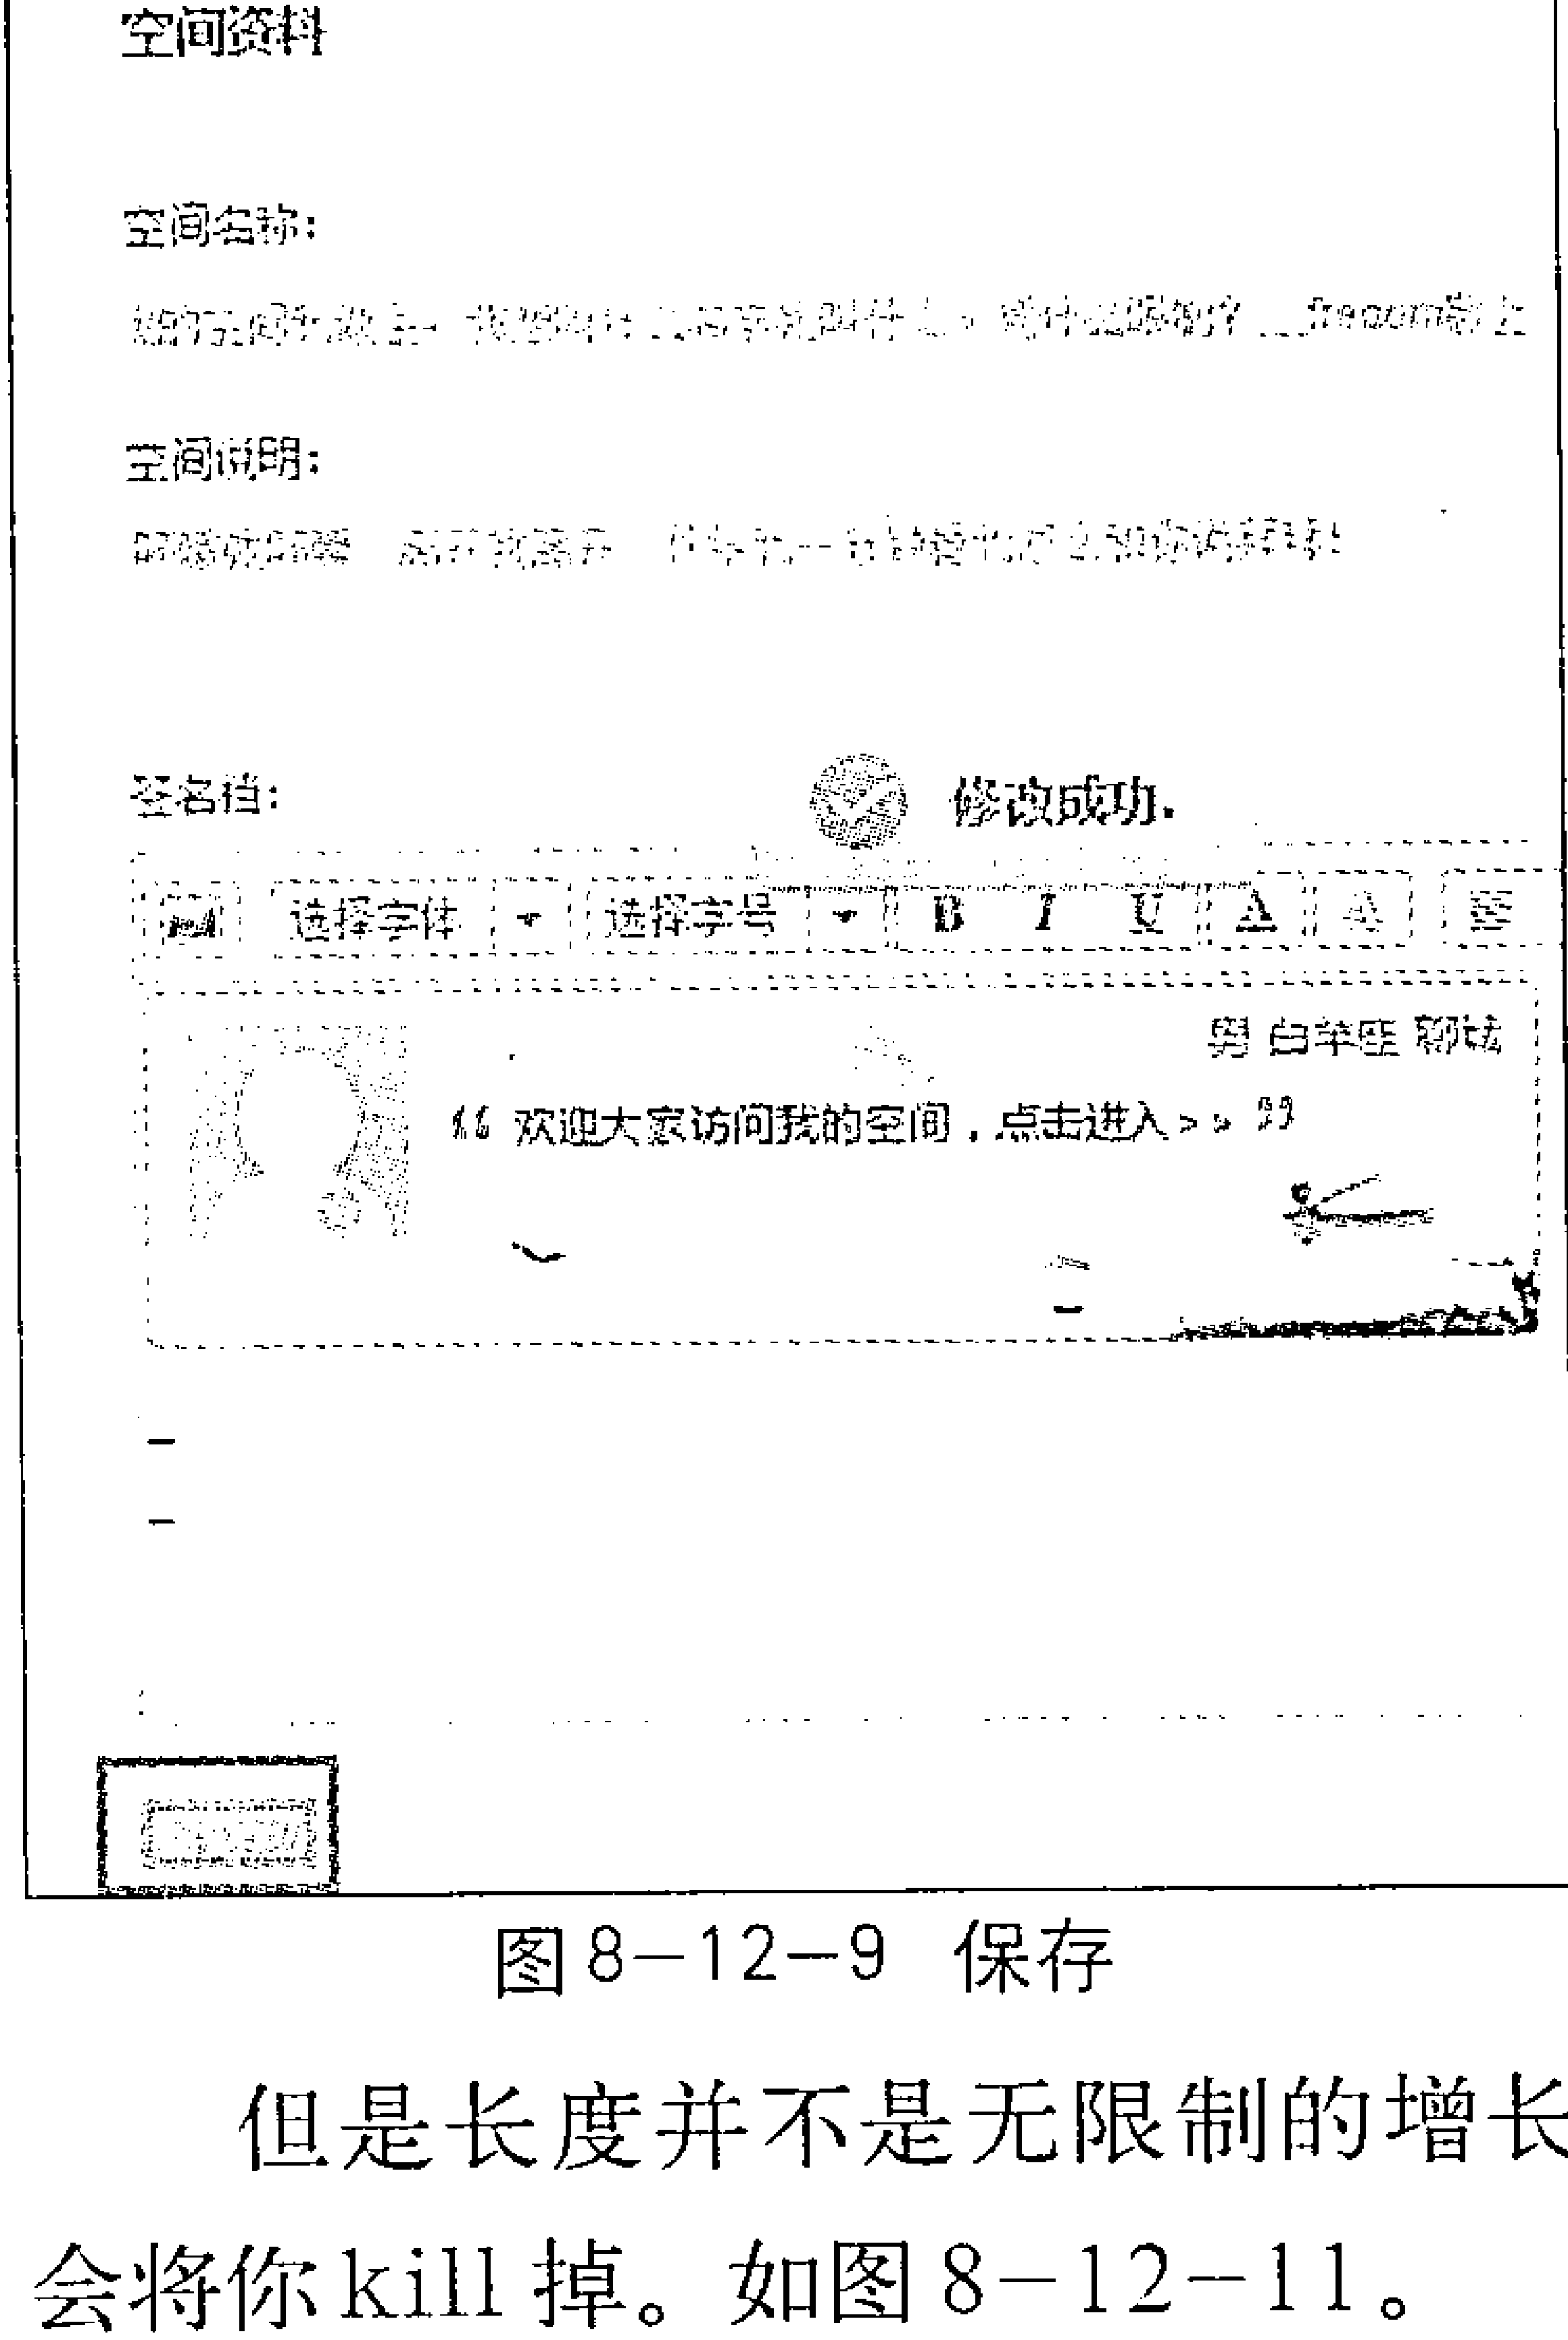 空间资料
空间名称：
空间说明：
签名档：
修改成功.
选择字体 选择字号 B I U A A
男 白羊座 聊城
“ 欢迎大家访问我的空间，点击进入>> ”
图8-12-9 保存
但是长度并不是无限制的增长
会将你kill掉。如图8-12-11。